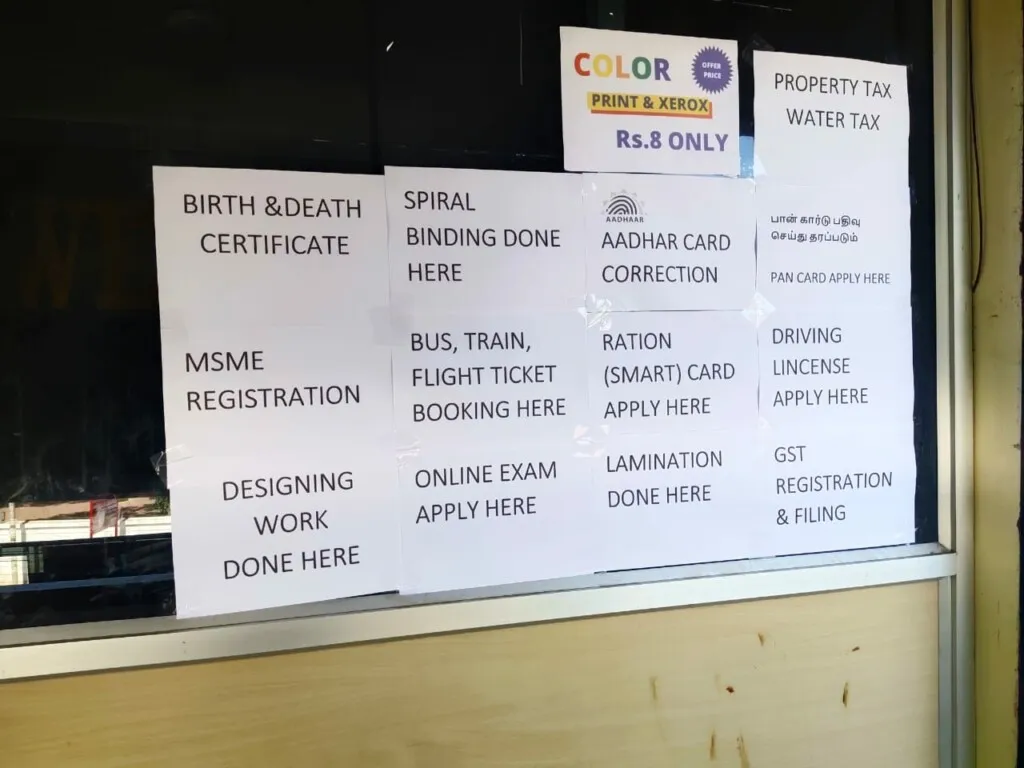 COLOR
OFFER
PRICE
PRINT & XEROX
Rs.8 ONLY
PROPERTY TAX
WATER TAX
BIRTH &DEATH
CERTIFICATE
SPIRAL
BINDING DONE
HERE
AADHAAR
AADHAR CARD
CORRECTION
பான் கார்டு பதிவு
செய்து தரப்படும்
PAN CARD APPLY HERE
MSME
REGISTRATION
BUS, TRAIN,
FLIGHT TICKET
BOOKING HERE
RATION
(SMART) CARD
APPLY HERE
DRIVING
LINCENSE
APPLY HERE
DESIGNING
WORK
DONE HERE
ONLINE EXAM
APPLY HERE
LAMINATION
DONE HERE
GST
REGISTRATION
& FILING